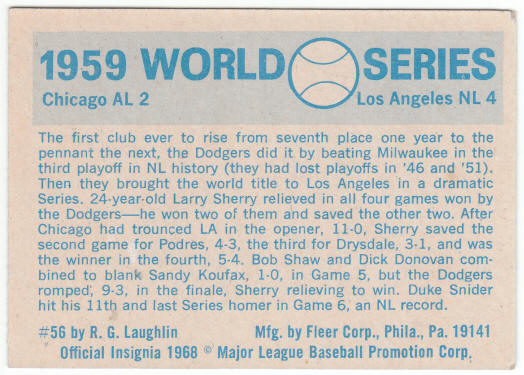 1959 WORLD SERIES
Chicago AL 2 Los Angeles NL 4
The first club ever to rise from seventh place one year to the
pennant the next, the Dodgers did it by beating Milwaukee in the
third playoff in NL history (they had lost playoffs in '46 and '51).
Then they brought the world title to Los Angeles in a dramatic
Series. 24-year-old Larry Sherry relieved in all four games won by
the Dodgers—he won two of them and saved the other two. After
Chicago had trounced LA in the opener, 11-0, Sherry saved the
second game for Podres, 4-3, the third for Drysdale, 3-1, and was
the winner in the fourth, 5-4. Bob Shaw and Dick Donovan com-
bined to blank Sandy Koufax, 1-0, in Game 5, but the Dodgers
romped, 9-3, in the finale, Sherry relieving to win. Duke Snider
hit his 11th and last Series homer in Game 6, an NL record.
#56 by R. G. Laughlin Mfg. by Fleer Corp., Phila., Pa. 19141
Official Insignia 1968 © Major League Baseball Promotion Corp.